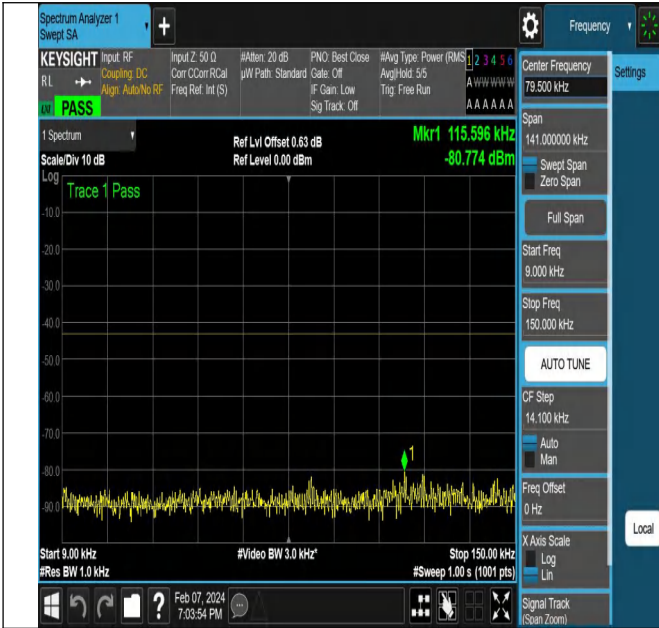 Spectrum Analyzer 1
Swept SA
+
Frequency
KEYSIGHT
RL
PASS
Input: RF
Coupling: DC
Align: Auto/No RF
Input Z: 50 Ω
Corr CCorr RCal
Freq Ref: Int (S)
#Atten: 20 dB
µW Path: Standard
PNO: Best Close
Gate: Off
IF Gain: Low
Sig Track: Off
#Avg Type: Power (RMS
Avg|Hold: 5/5
Trig: Free Run
1 2 3 4 5 6
A W W W W W
A A A A A A
Center Frequency
79.500 kHz
Settings
Span
141.000000 kHz
Swept Span
Zero Span
Full Span
Start Freq
9.000 kHz
Stop Freq
150.000 kHz
AUTO TUNE
CF Step
14.100 kHz
Auto
Man
Freq Offset
0 Hz
X Axis Scale
Log
Lin
Local
Signal Track
(Span Zoom)
1 Spectrum
Scale/Div 10 dB
Ref Lvl Offset 0.63 dB
Ref Level 0.00 dBm
Mkr1 115.596 kHz
-80.774 dBm
Log
Trace 1 Pass
-10.0
-20.0
-30.0
-40.0
-50.0
-60.0
-70.0
-80.0
-90.0
1
Start 9.00 kHz
#Res BW 1.0 kHz
#Video BW 3.0 kHz*
Stop 150.00 kHz
#Sweep 1.00 s (1001 pts)
?
Feb 07, 2024
7:03:54 PM